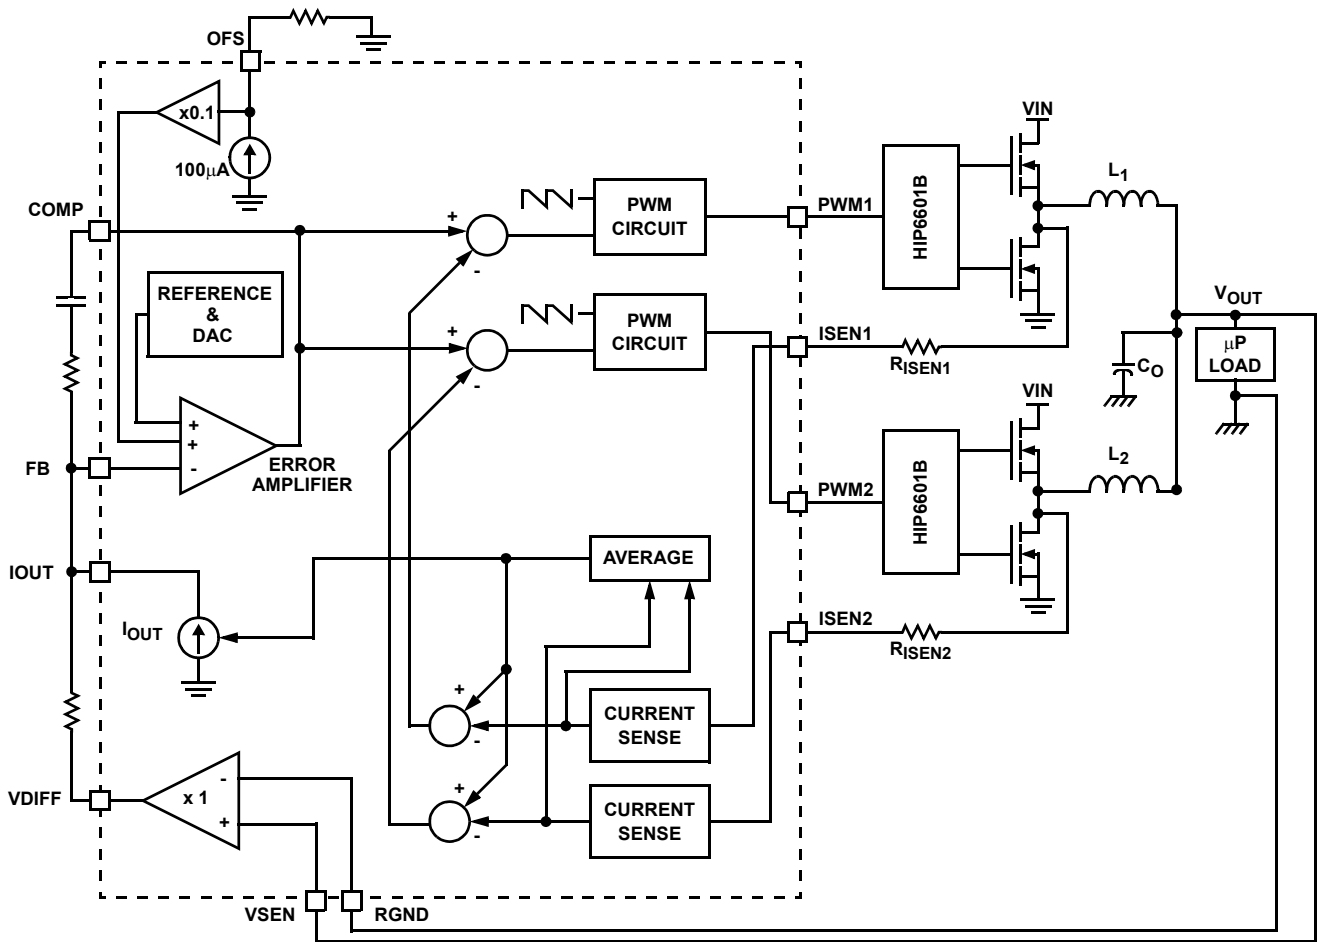 OFS
x0.1
100μA
VIN
L1
COMP
+
-
PWM
CIRCUIT
PWM1
HIP6601B
REFERENCE
&
DAC
+
-
PWM
CIRCUIT
ISEN1
RISEN1
VOUT
μP
LOAD
CO
VIN
+
+
-
ERROR
AMPLIFIER
FB
L2
PWM2
HIP6601B
AVERAGE
IOUT
IOUT
ISEN2
RISEN2
+
-
CURRENT
SENSE
VDIFF
x 1
-
+
+
-
CURRENT
SENSE
VSEN
RGND